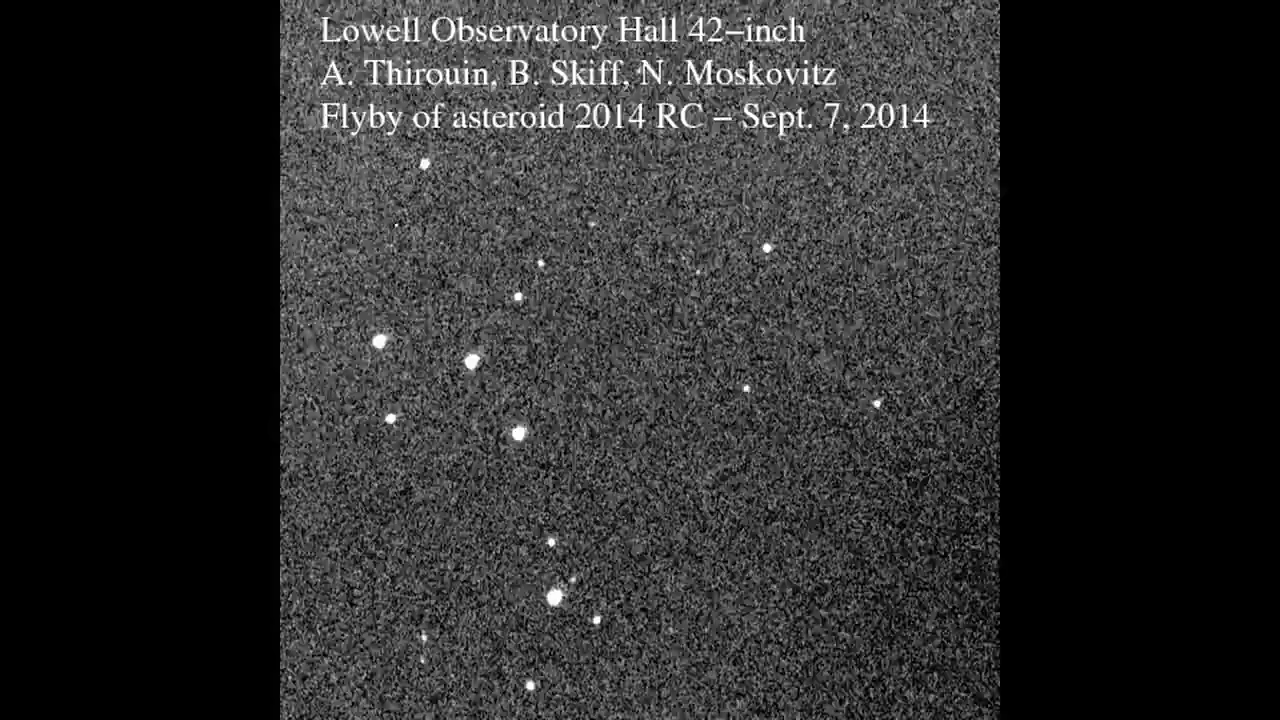 Lowell Observatory Hall 42−inch
A. Thirouin, B. Skiff, N. Moskovitz
Flyby of asteroid 2014 RC − Sept. 7, 2014